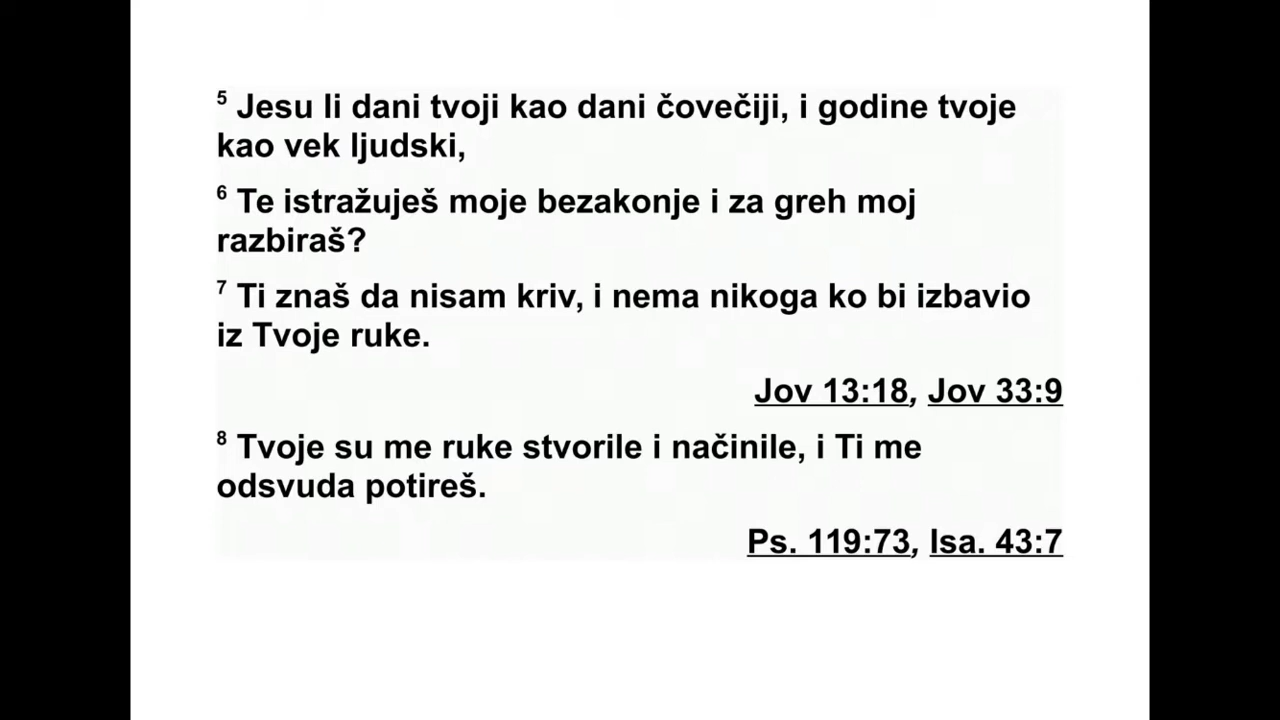 5 Jesu li dani tvoji kao dani čovečiji, i godine tvoje
kao vek ljudski,
6 Te istražuješ moje bezakonje i za greh moj
razbiraš?
7 Ti znaš da nisam kriv, i nema nikoga ko bi izbavio
iz Tvoje ruke.
Jov 13:18, Jov 33:9
8 Tvoje su me ruke stvorile i načinile, i Ti me
odsvuda potireš.
Ps. 119:73, Isa. 43:7